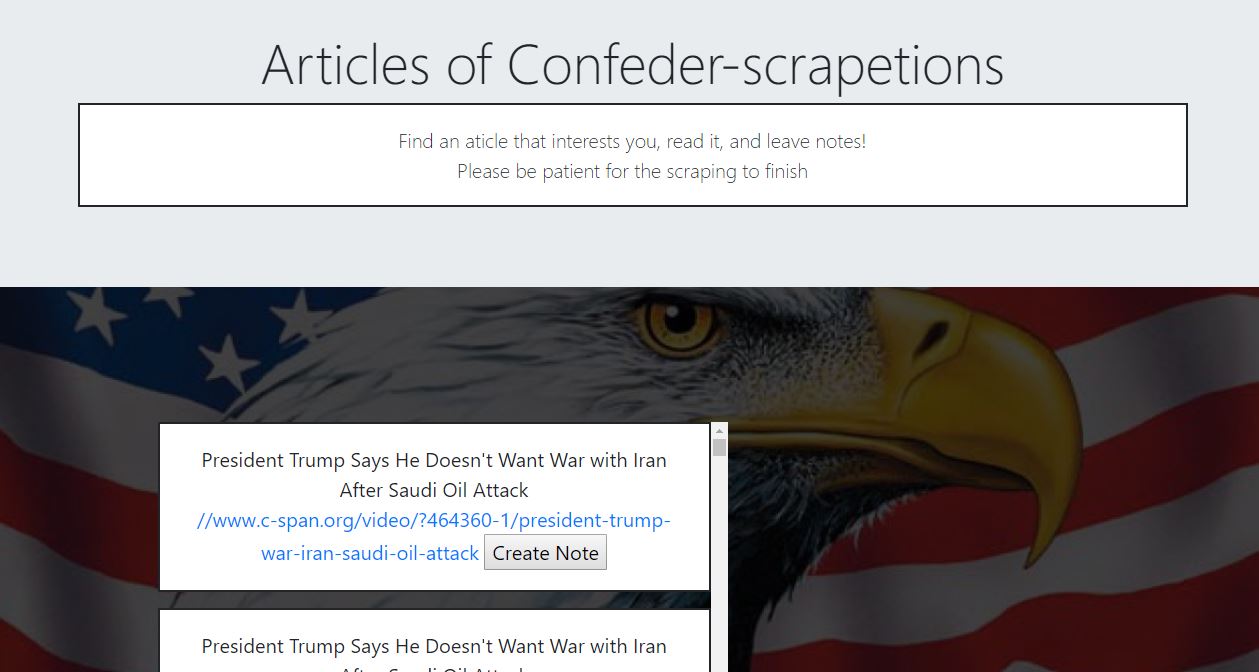 Articles of Confeder-scrapetions
Find an aticle that interests you, read it, and leave notes!
Please be patient for the scraping to finish
President Trump Says He Doesn't Want War with Iran
After Saudi Oil Attack
//www.c-span.org/video/?464360-1/president-trump-
war-iran-saudi-oil-attack Create Note
President Trump Says He Doesn't Want War with Iran